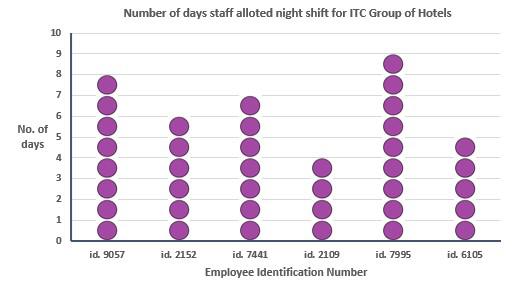 Number of days staff alloted night shift for ITC Group of Hotels
10
9
8
7
6
5
4
3
2
1
0
No. of
days
id. 9057 id. 2152 id. 7441 id. 2109 id. 7995 id. 6105
Employee Identification Number